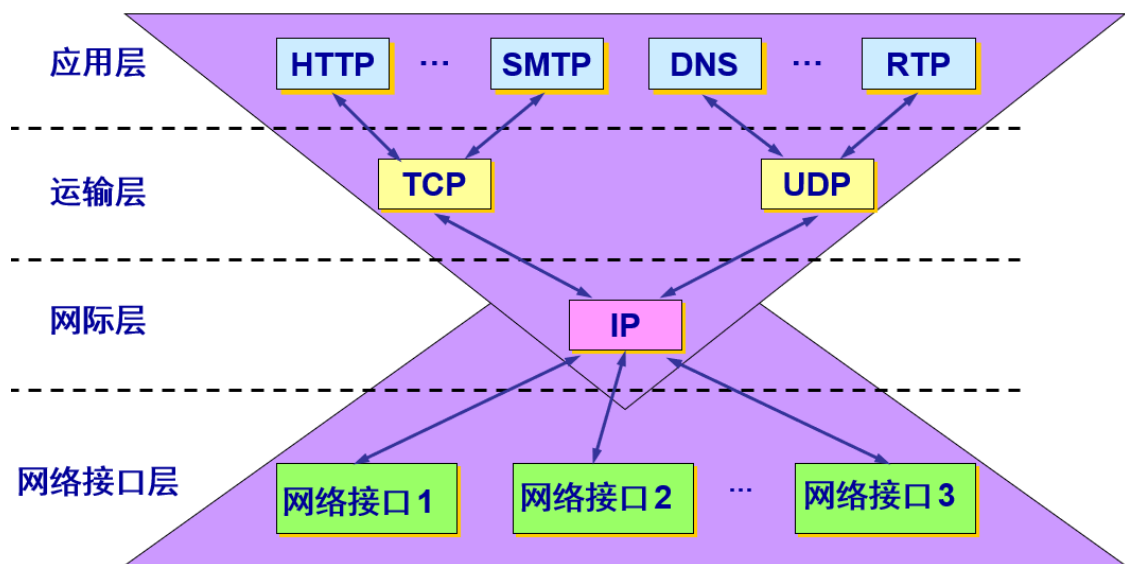 应用层
HTTP … SMTP DNS … RTP
运输层
TCP UDP
网际层
IP
网络接口层
网络接口 1 网络接口 2 … 网络接口 3